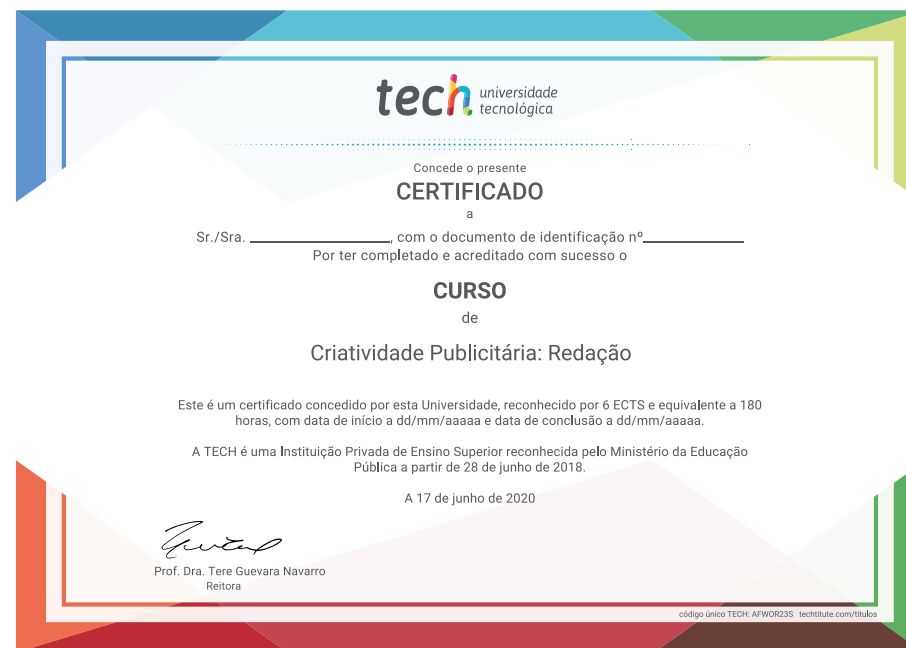 tech universidade
tecnológica
Concede o presente
CERTIFICADO
a
Sr./Sra. ________________, com o documento de identificação nº____________
Por ter completado e acreditado com sucesso o
CURSO
de
Criatividade Publicitária: Redação
Este é um certificado concedido por esta Universidade, reconhecido por 6 ECTS e equivalente a 180
horas, com data de início a dd/mm/aaaaa e data de conclusão a dd/mm/aaaaa.
A TECH é uma Instituição Privada de Ensino Superior reconhecida pelo Ministério da Educação
Pública a partir de 28 de junho de 2018.
A 17 de junho de 2020
Prof. Dra. Tere Guevara Navarro
Reitora
código único TECH: AFWOR23S techtitute.com/titulos